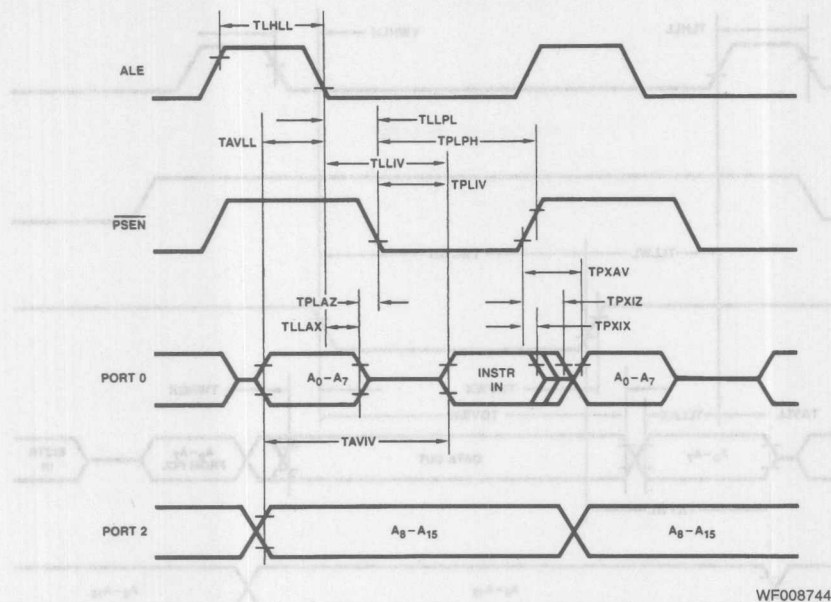 TLHLL
ALE
TLLPL
TAVLL
TPLPH
TLLIV
TPLIV
PSEN
TPXAV
TPLAZ
TPXIZ
TLLAX
TPXIX
PORT 0
A0–A7
INSTR
IN
A0–A7
TAVIV
PORT 2
A8–A15
A8–A15
WF008744